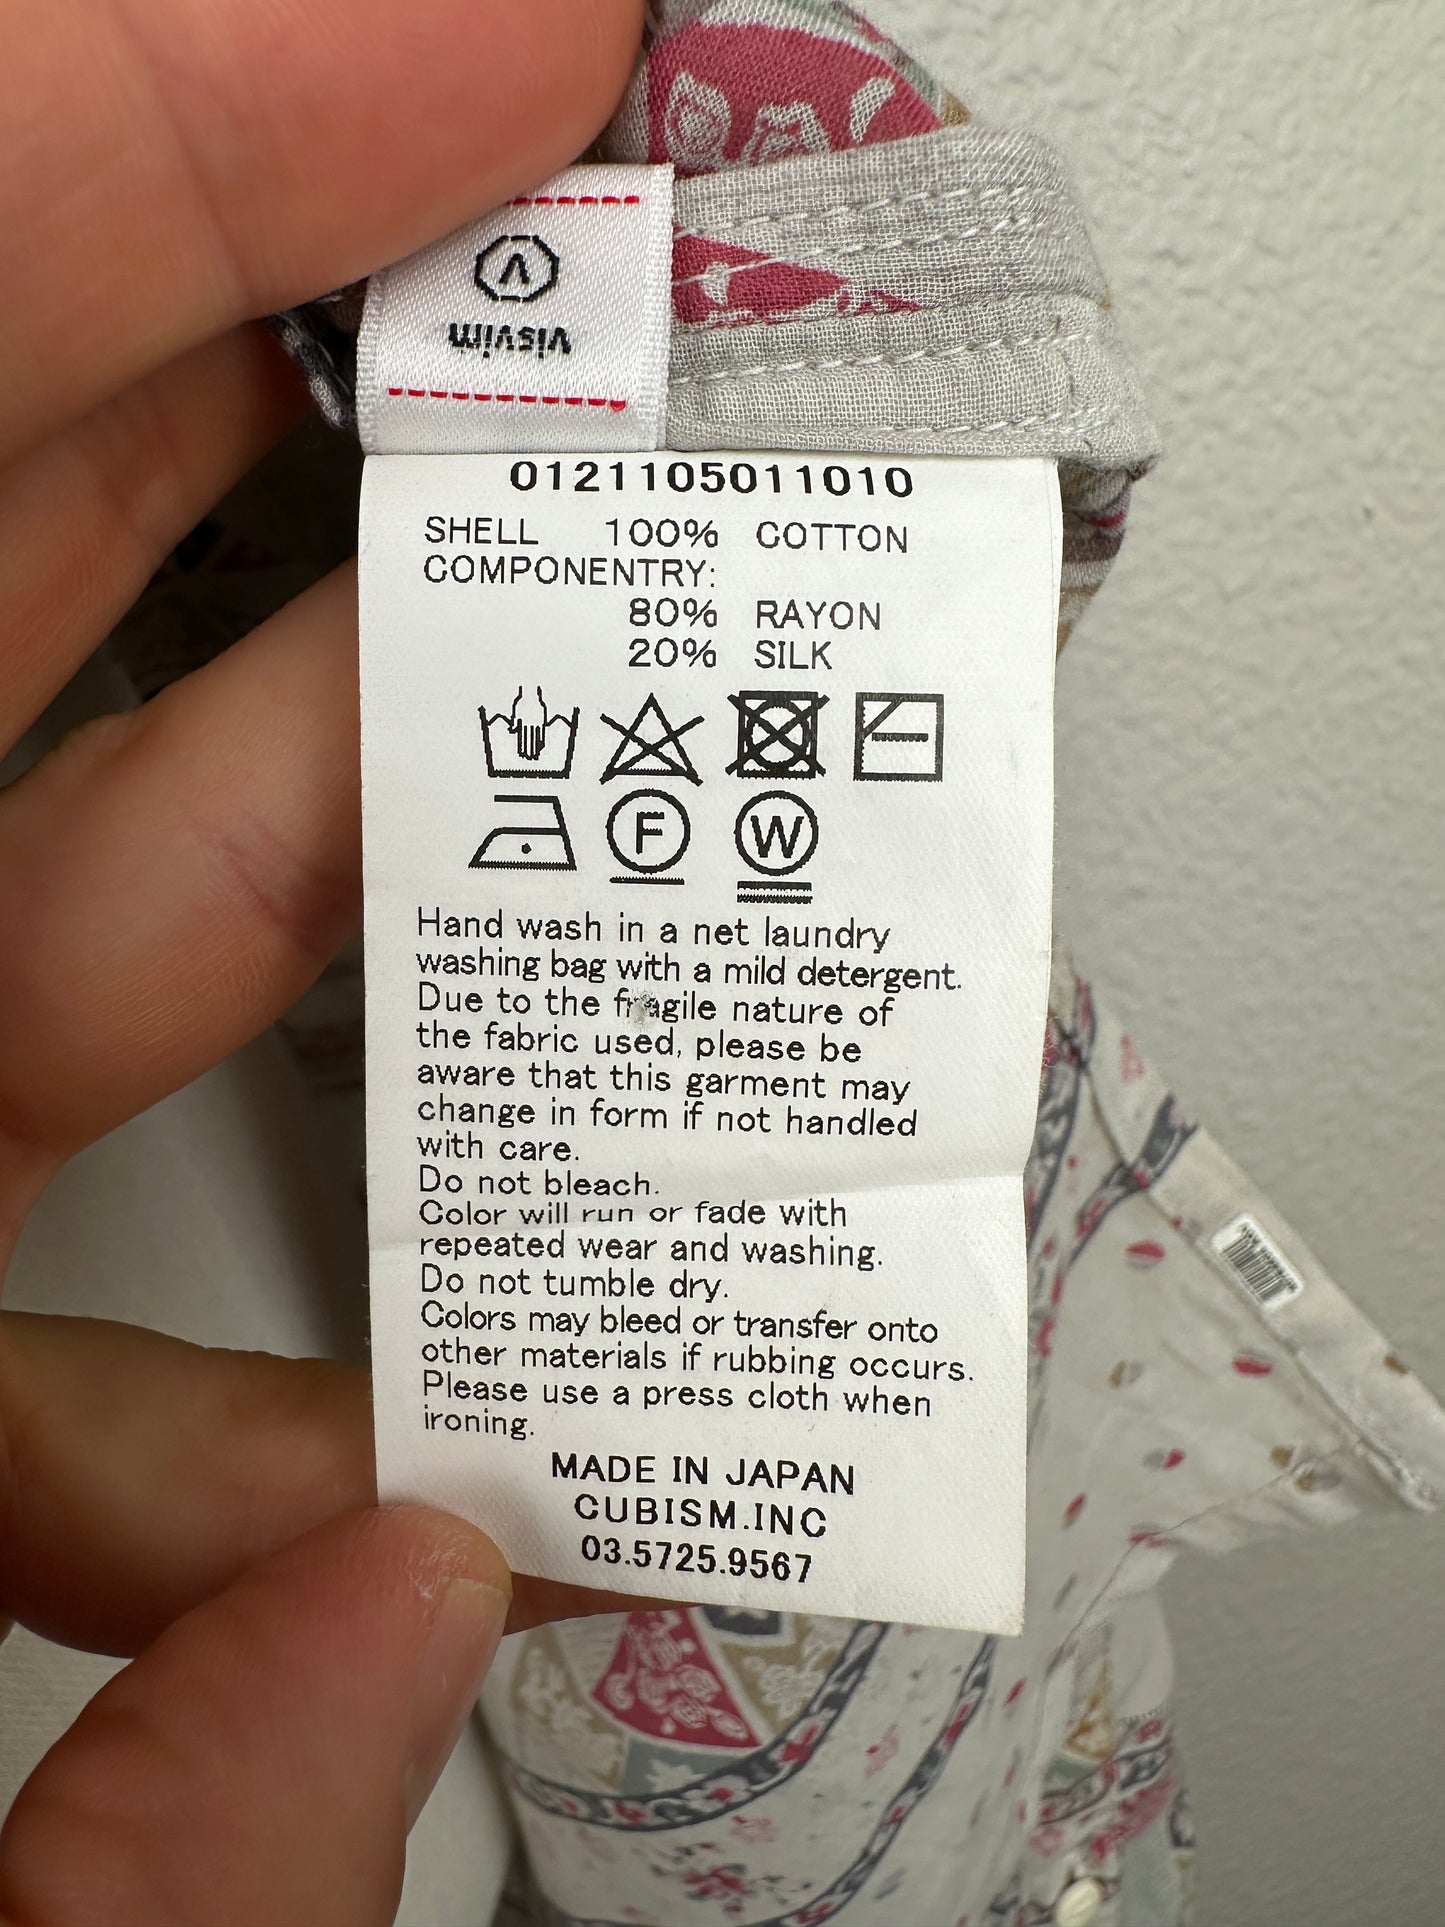 visvim
0121105011010
SHELL 100% COTTON
COMPONENTRY:
80% RAYON
20% SILK
F W
Hand wash in a net laundry
washing bag with a mild detergent.
Due to the fragile nature of
the fabric used, please be
aware that this garment may
change in form if not handled
with care.
Do not bleach.
Color will run or fade with
repeated wear and washing.
Do not tumble dry.
Colors may bleed or transfer onto
other materials if rubbing occurs.
Please use a press cloth when
ironing.
MADE IN JAPAN
CUBISM.INC
03.5725.9567